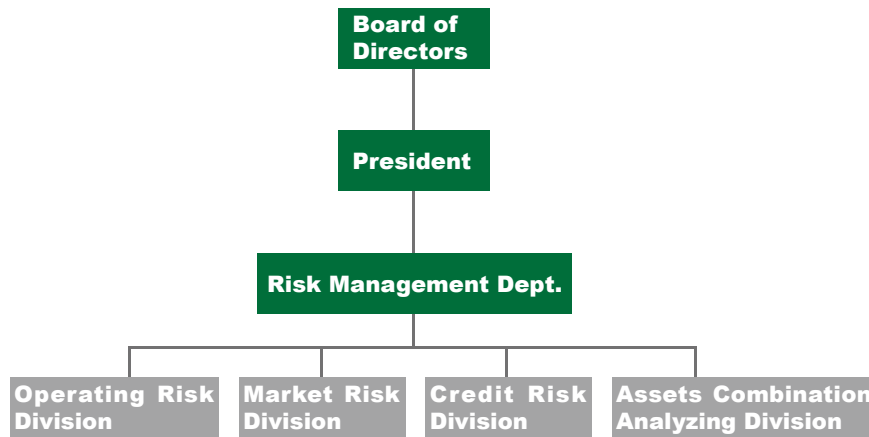 Board of
Directors
President
Risk Management Dept.
Operating Risk
Division
Market Risk
Division
Credit Risk
Division
Assets Combination
Analyzing Division